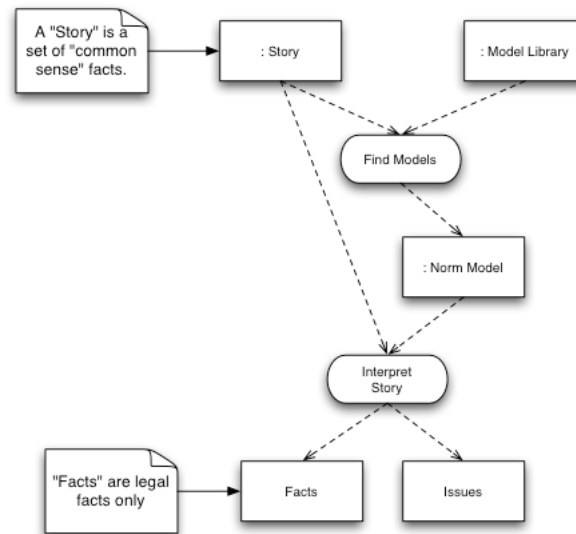 A "Story" is a
set of "common
sense" facts.
: Story
: Model Library
Find Models
: Norm Model
Interpret
Story
"Facts" are legal
facts only
Facts
Issues